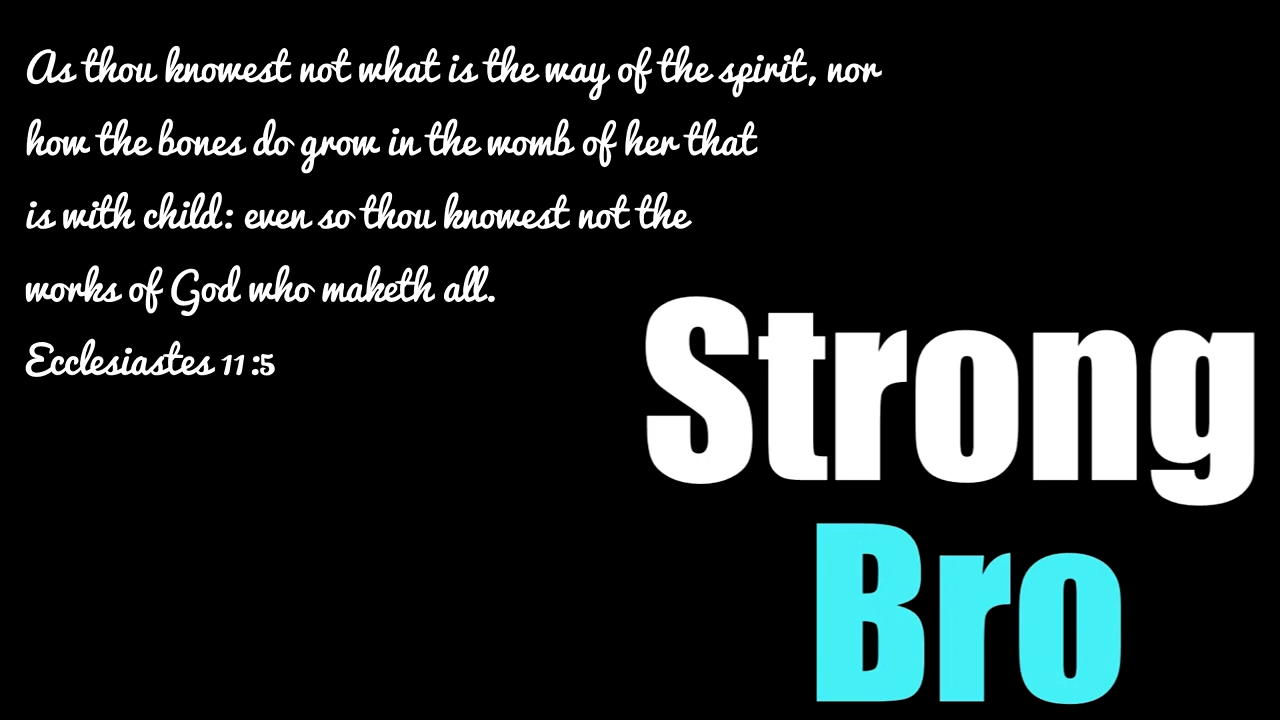 As thou knowest not what is the way of the spirit, nor
how the bones do grow in the womb of her that
is with child: even so thou knowest not the
works of God who maketh all.
Ecclesiastes 11:5
Strong
Bro